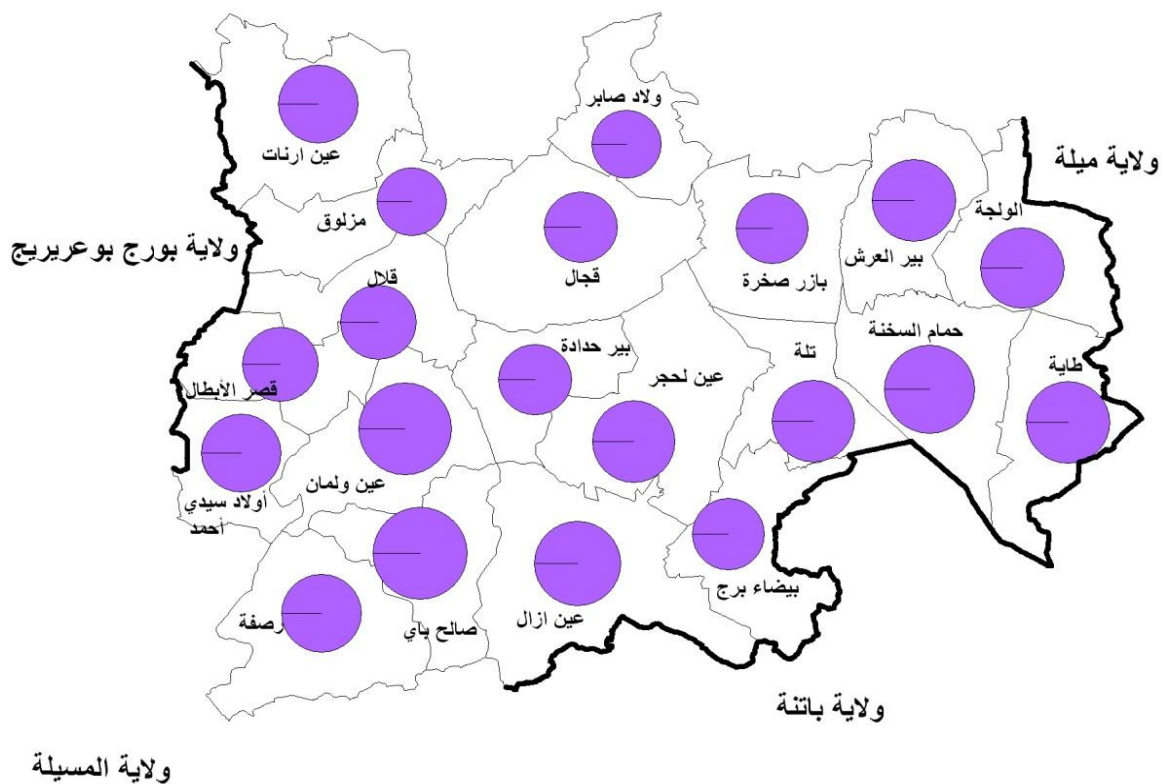 ولاد صابر
عين ارنات
ولاية ميلة
الولجة
مزلوق
ولاية بورج بوعريريج
بير العرش
قجال
بازر صخرة
قلال
حمام السخنة
بير حدادة
تلة
عين لحجر
طاية
قصر الأبطال
عين ولمان
أولاد سيدي
أحمد
بيضاء برج
عين ازال
صالح باي
رصفة
ولاية باتنة
ولاية المسيلة